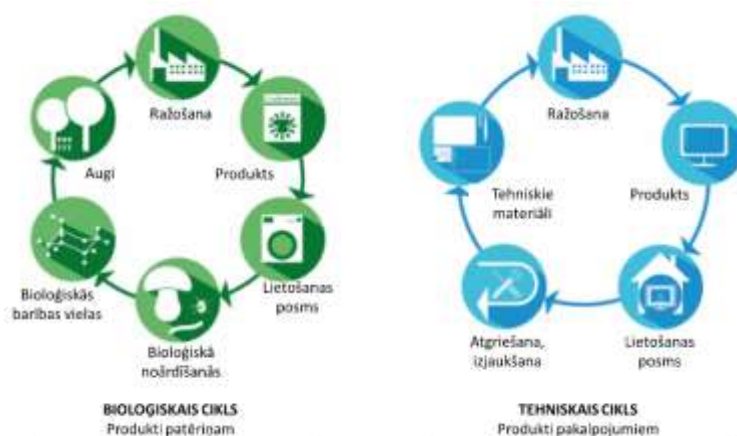 Ražošana
Augi
Produkts
Bioloģiskās
barības vielas
Lietošanas
posms
Bioloģiskā
noārdīšanās
BIOLOĢISKAIS CIKLS
Produkti patēriņam
Ražošana
Tehniskie
materiāli
Produkts
Atgriešana,
izjaukšana
Lietošanas
posms
TEHNISKAIS CIKLS
Produkti pakalpojumiem